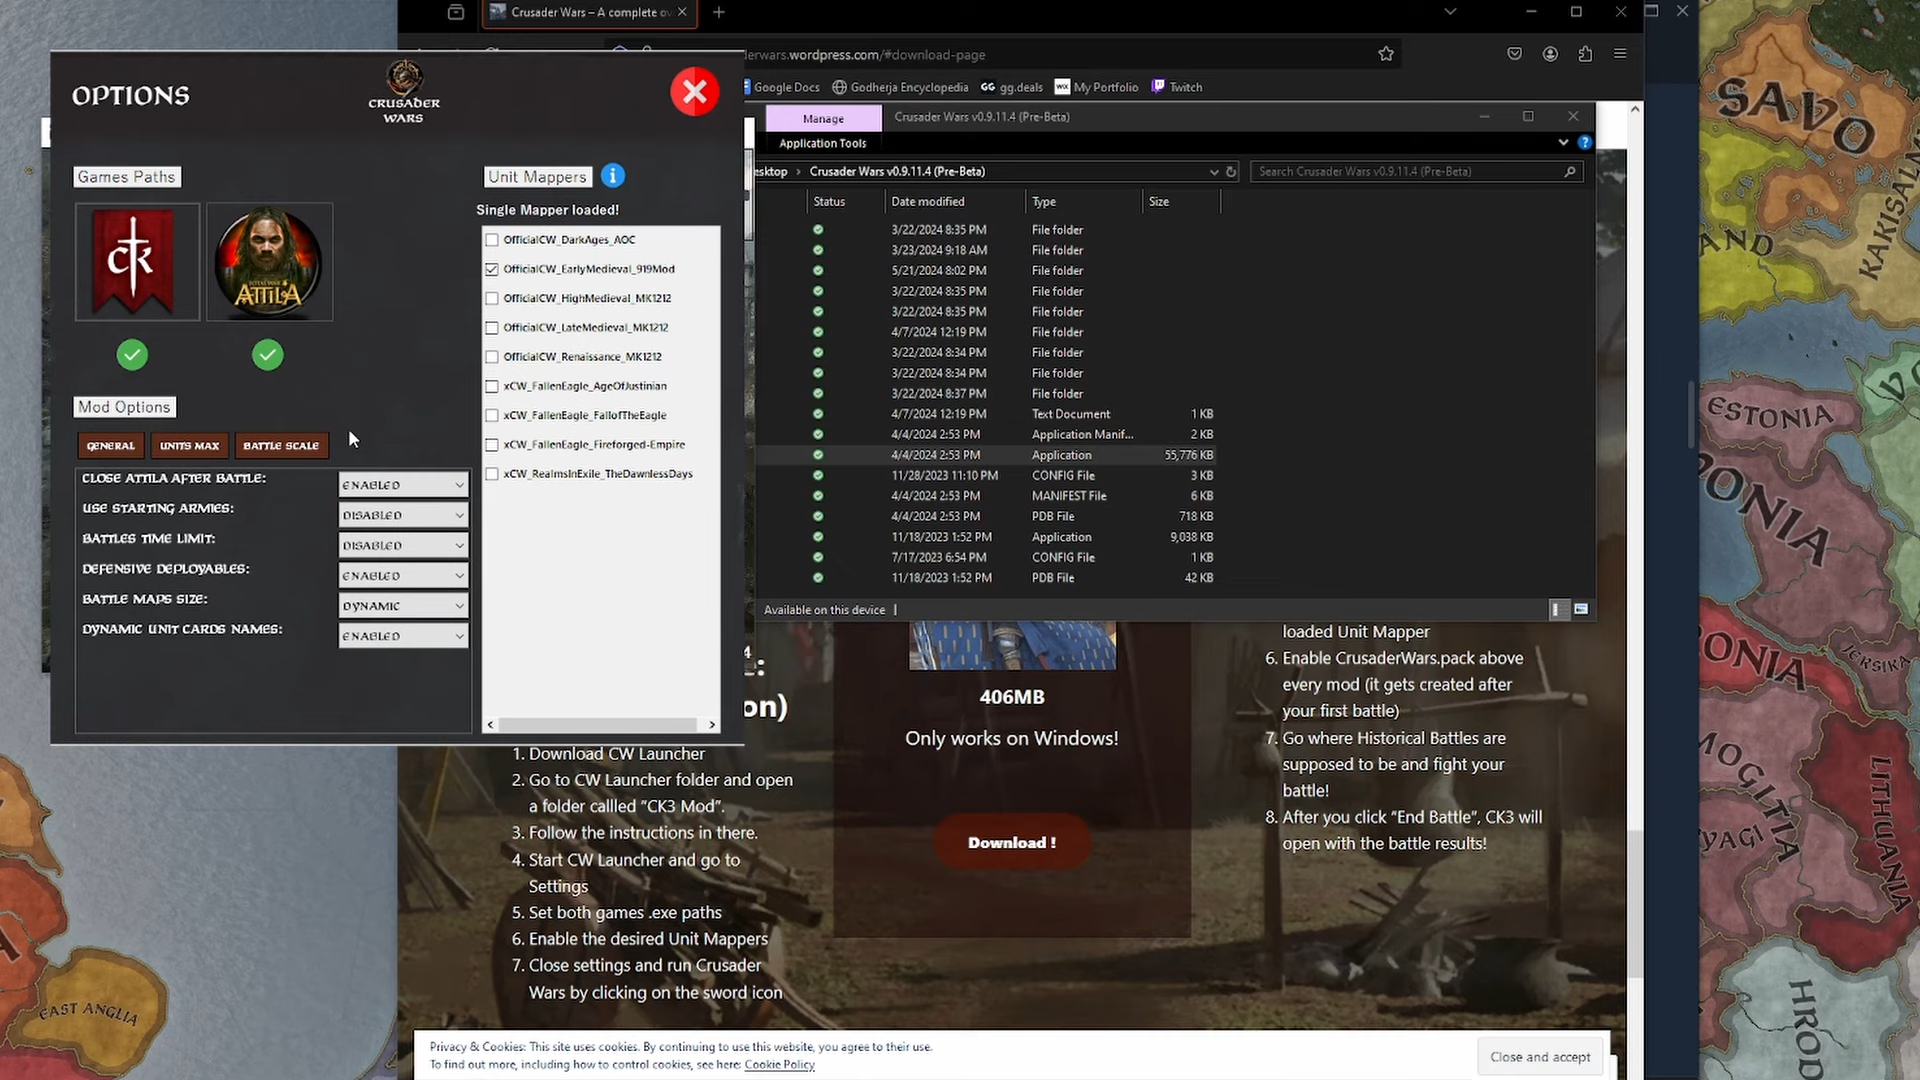 Crusader Wars – A complete ov
erwars.wordpress.com/#download-page
Google Docs
Godherja Encyclopedia
GG gg.deals
My Portfolio
Twitch
OPTIONS
CRUSADER
WARS
Games Paths
CK
TOTAL WAR
ATTILA
Mod Options
GENERAL
UNITS MAX
BATTLE SCALE
CLOSE ATTILA AFTER BATTLE: ENABLED
USE STARTING ARMIES: DISABLED
BATTLES TIME LIMIT: DISABLED
DEFENSIVE DEPLOYABLES: ENABLED
BATTLE MAPS SIZE: DYNAMIC
DYNAMIC UNIT CARDS NAMES: ENABLED
Unit Mappers
Single Mapper loaded!
OfficialCW_DarkAges_AOC
OfficialCW_EarlyMedieval_919Mod
OfficialCW_HighMedieval_MK1212
OfficialCW_LateMedieval_MK1212
OfficialCW_Renaissance_MK1212
xCW_FallenEagle_AgeOfJustinian
xCW_FallenEagle_FallofTheEagle
xCW_FallenEagle_Fireforged-Empire
xCW_RealmsInExile_TheDawnlessDays
Manage
Crusader Wars v0.9.11.4 (Pre-Beta)
Application Tools
esktop › Crusader Wars v0.9.11.4 (Pre-Beta)
Search Crusader Wars v0.9.11.4 (Pre-Beta)
Status Date modified Type Size
3/22/2024 8:35 PM File folder
3/23/2024 9:18 AM File folder
5/21/2024 8:02 PM File folder
3/22/2024 8:35 PM File folder
3/22/2024 8:35 PM File folder
4/7/2024 12:19 PM File folder
3/22/2024 8:34 PM File folder
3/22/2024 8:34 PM File folder
3/22/2024 8:37 PM File folder
4/7/2024 12:19 PM Text Document 1 KB
4/4/2024 2:53 PM Application Manif... 2 KB
4/4/2024 2:53 PM Application 55,776 KB
11/28/2023 11:10 PM CONFIG File 3 KB
4/4/2024 2:53 PM MANIFEST File 6 KB
4/4/2024 2:53 PM PDB File 718 KB
11/18/2023 1:52 PM Application 9,038 KB
7/17/2023 6:54 PM CONFIG File 1 KB
11/18/2023 1:52 PM PDB File 42 KB
Available on this device
on)
1. Download CW Launcher
2. Go to CW Launcher folder and open
a folder callled “CK3 Mod”.
3. Follow the instructions in there.
4. Start CW Launcher and go to
Settings
5. Set both games .exe paths
6. Enable the desired Unit Mappers
7. Close settings and run Crusader
Wars by clicking on the sword icon
406MB
Only works on Windows!
Download !
loaded Unit Mapper
6. Enable CrusaderWars.pack above
every mod (it gets created after
your first battle)
7. Go where Historical Battles are
supposed to be and fight your
battle!
8. After you click “End Battle”, CK3 will
open with the battle results!
Privacy & Cookies: This site uses cookies. By continuing to use this website, you agree to their use.
To find out more, including how to control cookies, see here: Cookie Policy
Close and accept
SAVO
KAKISALM
AND
ESTONIA
PONIA
ONIA
JERSIKA
MOGITIA
LITHUANIA
YAGI
HROD
EAST ANGLIA